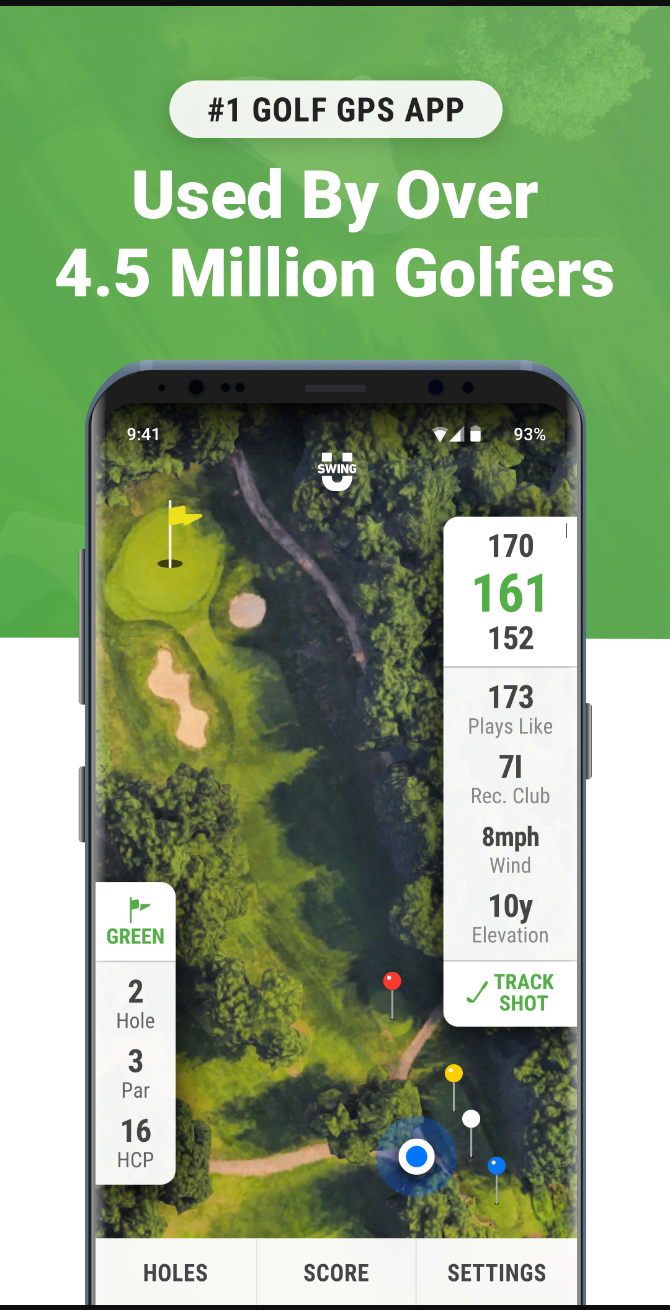 #1 GOLF GPS APP
Used By Over
4.5 Million Golfers
9:41
93%
SWING
U
170
161
152
173
Plays Like
7I
Rec. Club
8mph
Wind
10y
Elevation
TRACK
SHOT
GREEN
2
Hole
3
Par
16
HCP
HOLES
SCORE
SETTINGS